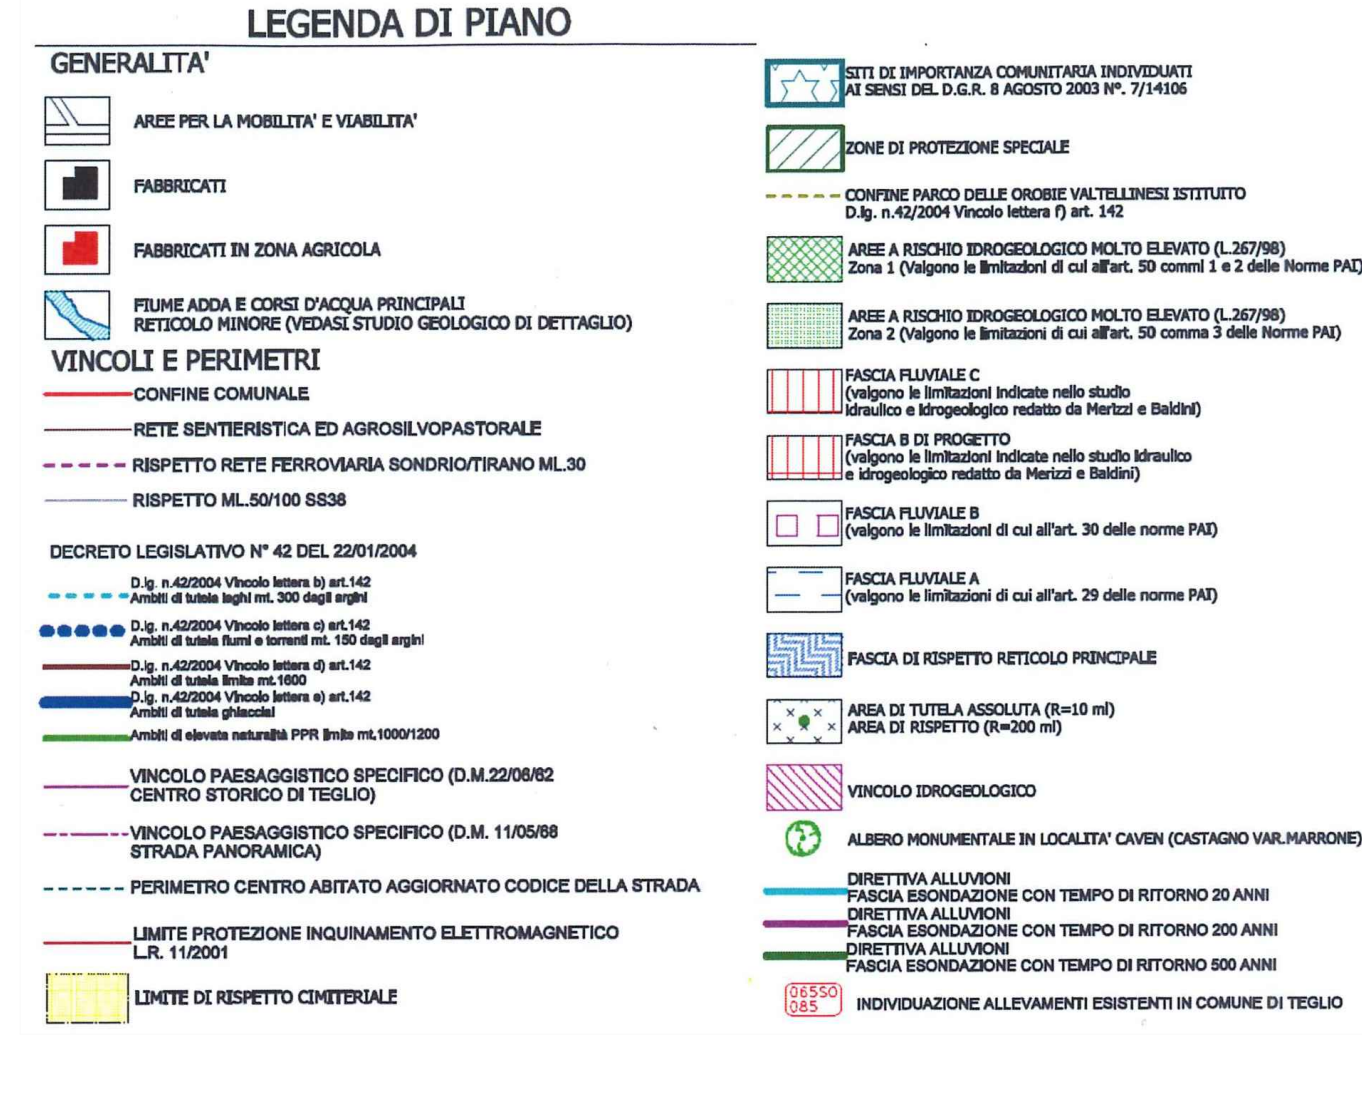 LEGENDA DI PIANO
GENERALITA'
AREE PER LA MOBILITA' E VIABILITA'
FABBRICATI
FABBRICATI IN ZONA AGRICOLA
FIUME ADDA E CORSI D'ACQUA PRINCIPALI
RETICOLO MINORE (VEDASI STUDIO GEOLOGICO DI DETTAGLIO)
VINCOLI E PERIMETRI
CONFINE COMUNALE
RETE SENTIERISTICA ED AGROSILVOPASTORALE
RISPETTO RETE FERROVIARIA SONDRIO/TIRANO ML.30
RISPETTO ML.50/100 SS38
DECRETO LEGISLATIVO N° 42 DEL 22/01/2004
D.lg. n.42/2004 Vincolo lettera b) art.142
Ambiti di tutela laghi mt. 300 dagli argini
D.lg. n.42/2004 Vincolo lettera c) art.142
Ambiti di tutela fiumi e torrenti mt. 150 dagli argini
D.lg. n.42/2004 Vincolo lettera d) art.142
Ambiti di tutela limite mt.1600
D.lg. n.42/2004 Vincolo lettera e) art.142
Ambiti di tutela ghiacciai
Ambiti di elevata naturalità PPR limite mt.1000/1200
VINCOLO PAESAGGISTICO SPECIFICO (D.M.22/06/62
CENTRO STORICO DI TEGLIO)
VINCOLO PAESAGGISTICO SPECIFICO (D.M. 11/05/68
STRADA PANORAMICA)
PERIMETRO CENTRO ABITATO AGGIORNATO CODICE DELLA STRADA
LIMITE PROTEZIONE INQUINAMENTO ELETTROMAGNETICO
L.R. 11/2001
LIMITE DI RISPETTO CIMITERIALE
SITI DI IMPORTANZA COMUNITARIA INDIVIDUATI
AI SENSI DEL D.G.R. 8 AGOSTO 2003 N°. 7/14106
ZONE DI PROTEZIONE SPECIALE
CONFINE PARCO DELLE OROBIE VALTELLINESI ISTITUITO
D.lg. n.42/2004 Vincolo lettera f) art. 142
AREE A RISCHIO IDROGEOLOGICO MOLTO ELEVATO (L.267/98)
Zona 1 (Valgono le limitazioni di cui all'art. 50 commi 1 e 2 delle Norme PAI)
AREE A RISCHIO IDROGEOLOGICO MOLTO ELEVATO (L.267/98)
Zona 2 (Valgono le limitazioni di cui all'art. 50 comma 3 delle Norme PAI)
FASCIA FLUVIALE C
(valgono le limitazioni indicate nello studio
idraulico e idrogeologico redatto da Merizzi e Baldini)
FASCIA B DI PROGETTO
(valgono le limitazioni indicate nello studio idraulico
e idrogeologico redatto da Merizzi e Baldini)
FASCIA FLUVIALE B
(valgono le limitazioni di cui all'art. 30 delle norme PAI)
FASCIA FLUVIALE A
(valgono le limitazioni di cui all'art. 29 delle norme PAI)
FASCIA DI RISPETTO RETICOLO PRINCIPALE
AREA DI TUTELA ASSOLUTA (R=10 ml)
AREA DI RISPETTO (R=200 ml)
VINCOLO IDROGEOLOGICO
ALBERO MONUMENTALE IN LOCALITA' CAVEN (CASTAGNO VAR.MARRONE)
DIRETTIVA ALLUVIONI
FASCIA ESONDAZIONE CON TEMPO DI RITORNO 20 ANNI
DIRETTIVA ALLUVIONI
FASCIA ESONDAZIONE CON TEMPO DI RITORNO 200 ANNI
DIRETTIVA ALLUVIONI
FASCIA ESONDAZIONE CON TEMPO DI RITORNO 500 ANNI
065SO
085
INDIVIDUAZIONE ALLEVAMENTI ESISTENTI IN COMUNE DI TEGLIO